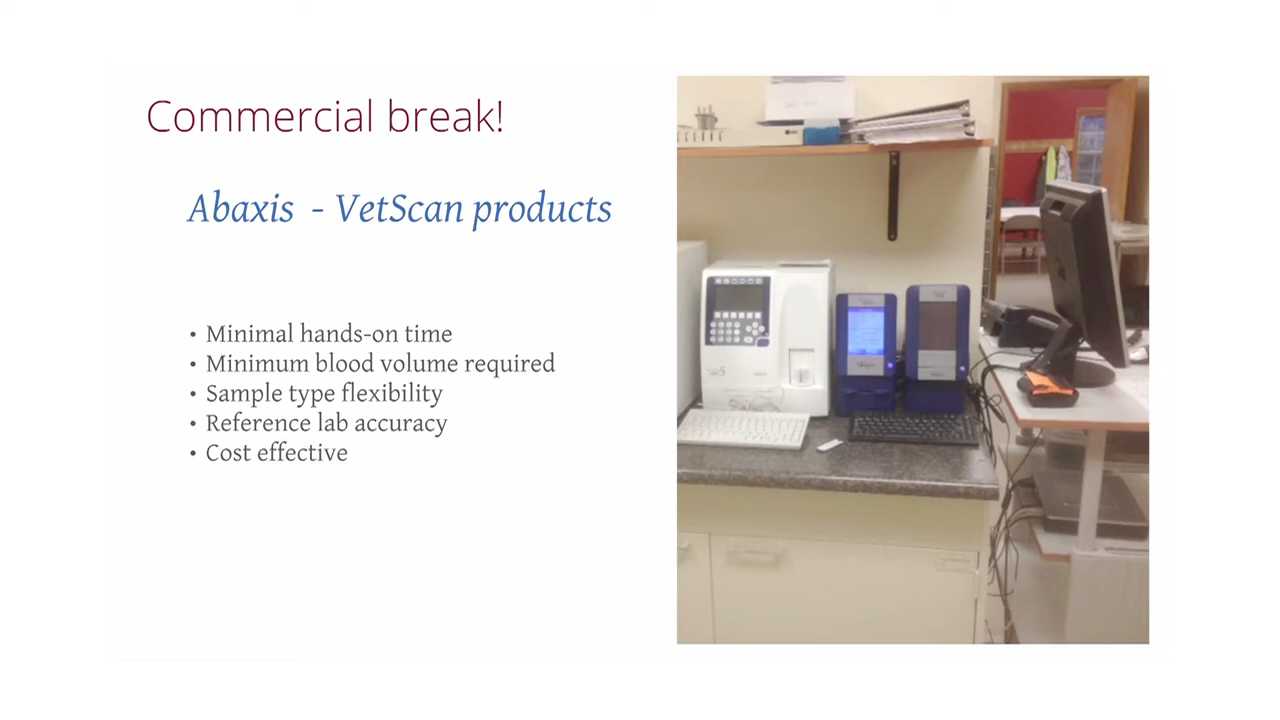 Commercial break!
Abaxis - VetScan products
• Minimal hands-on time
• Minimum blood volume required
• Sample type flexibility
• Reference lab accuracy
• Cost effective